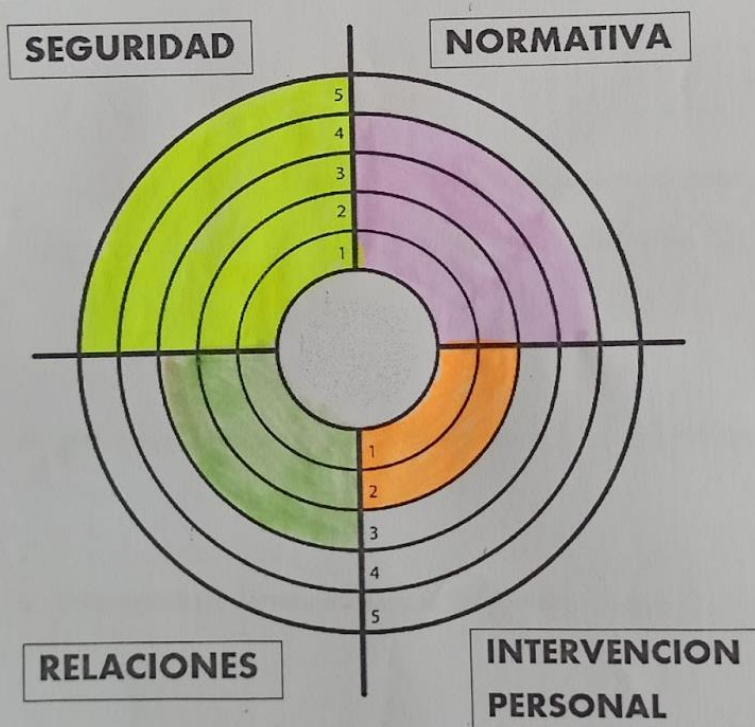 SEGURIDAD
NORMATIVA
5
4
3
2
1
1
2
3
4
5
RELACIONES
INTERVENCION
PERSONAL